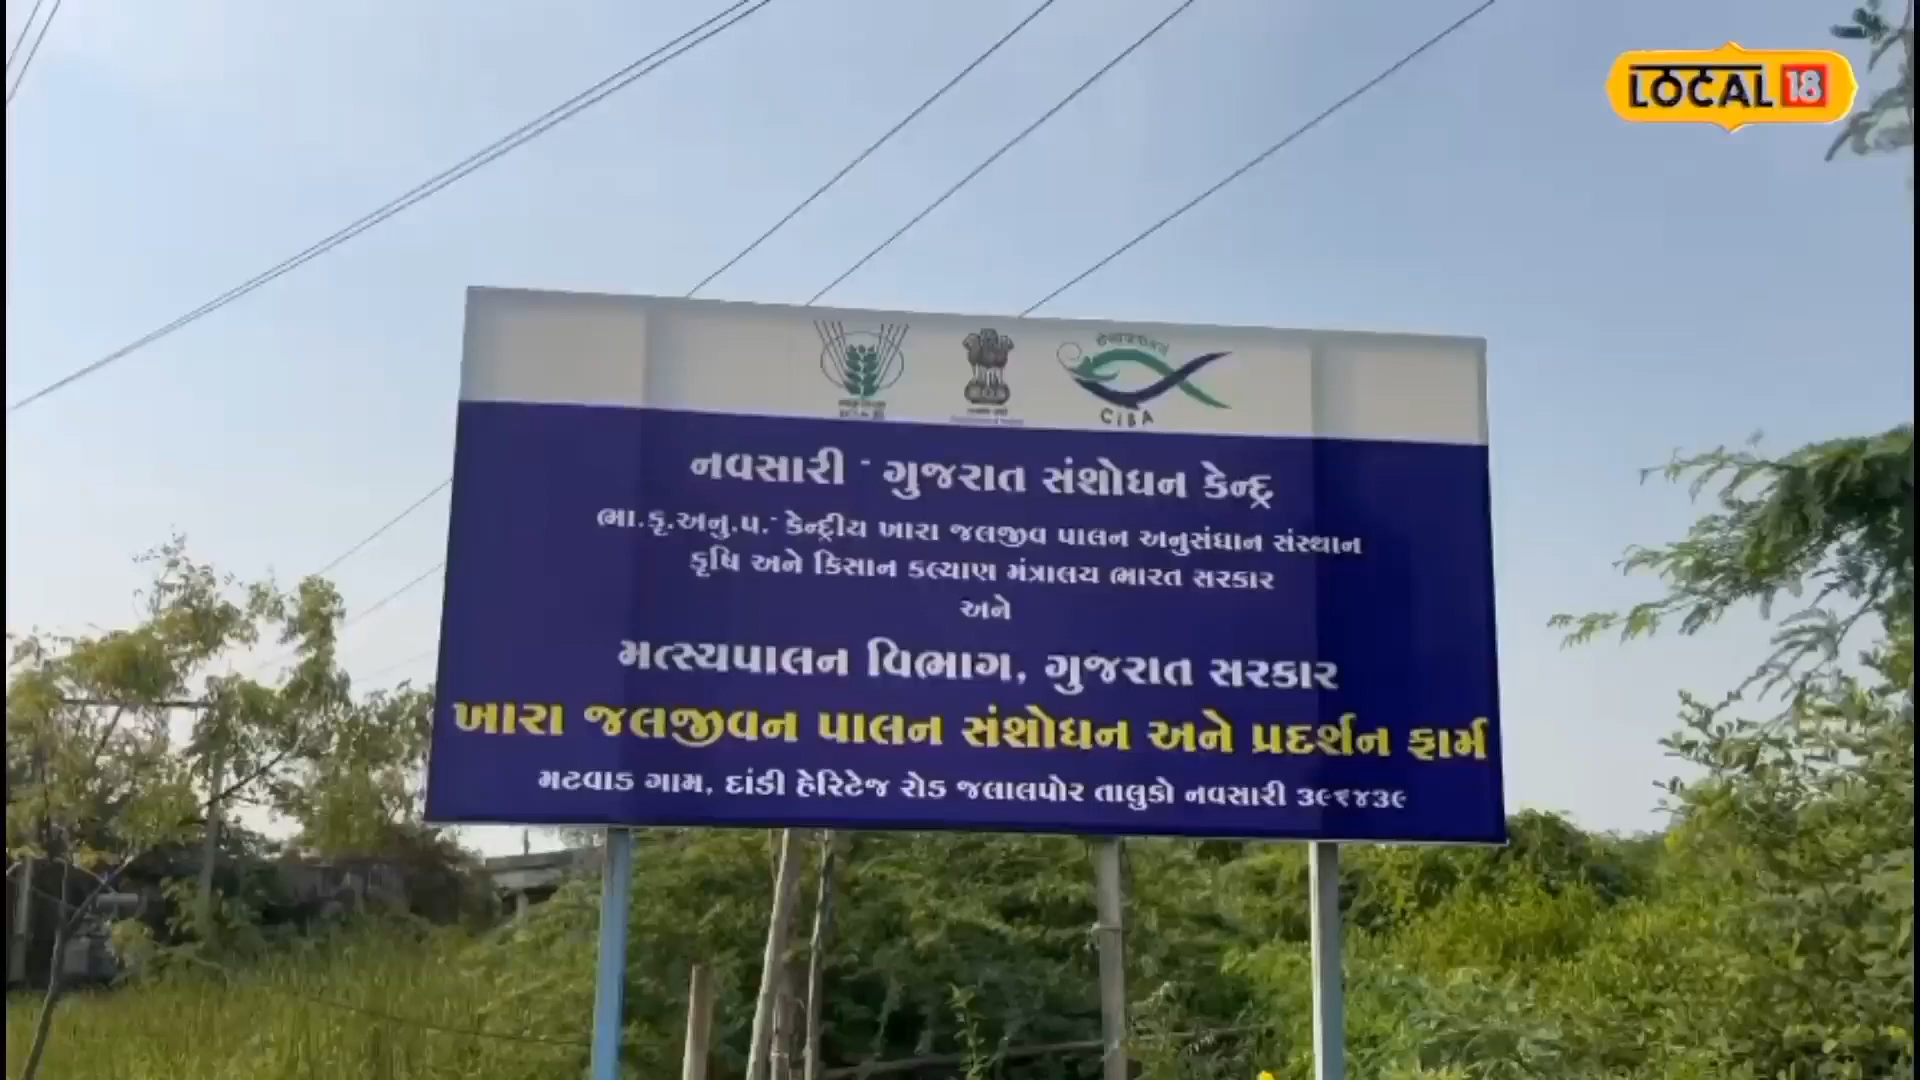 LOCAL 18
CIBA
નવસારી - ગુજરાત સંશોધન કેન્દ્ર
ભા.કૃ.અનુ.પ.- કેન્દ્રીય ખારા જલજીવ પાલન અનુસંધાન સંસ્થાન
કૃષિ અને કિસાન કલ્યાણ મંત્રાલય ભારત સરકાર
અને
મત્સ્યપાલન વિભાગ, ગુજરાત સરકાર
ખારા જલજીવન પાલન સંશોધન અને પ્રદર્શન ફાર્મ
મટવાડ ગામ, દાંડી હેરિટેજ રોડ જલાલપોર તાલુકો નવસારી ૩૯૬૪૩૯